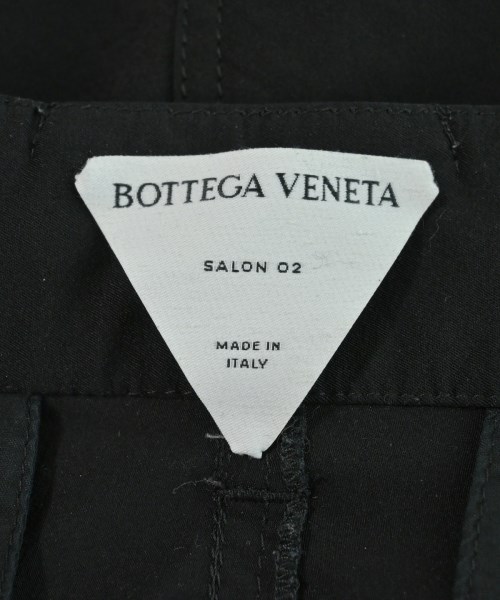 BOTTEGA VENETA
SALON 02
MADE IN
ITALY